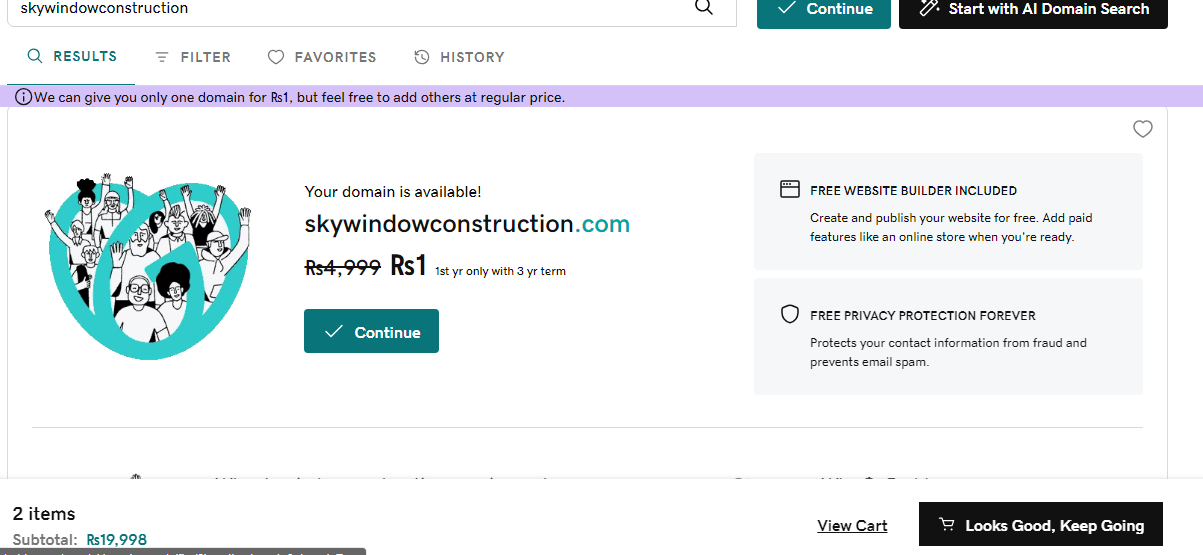 skywindowconstruction
Continue
Start with AI Domain Search
RESULTS
FILTER
FAVORITES
HISTORY
We can give you only one domain for ₨1, but feel free to add others at regular price.
Your domain is available!
skywindowconstruction.com
₨4,999 ₨1 1st yr only with 3 yr term
Continue
FREE WEBSITE BUILDER INCLUDED
Create and publish your website for free. Add paid
features like an online store when you're ready.
FREE PRIVACY PROTECTION FOREVER
Protects your contact information from fraud and
prevents email spam.
2 items
Subtotal: ₨19,998
View Cart
Looks Good, Keep Going